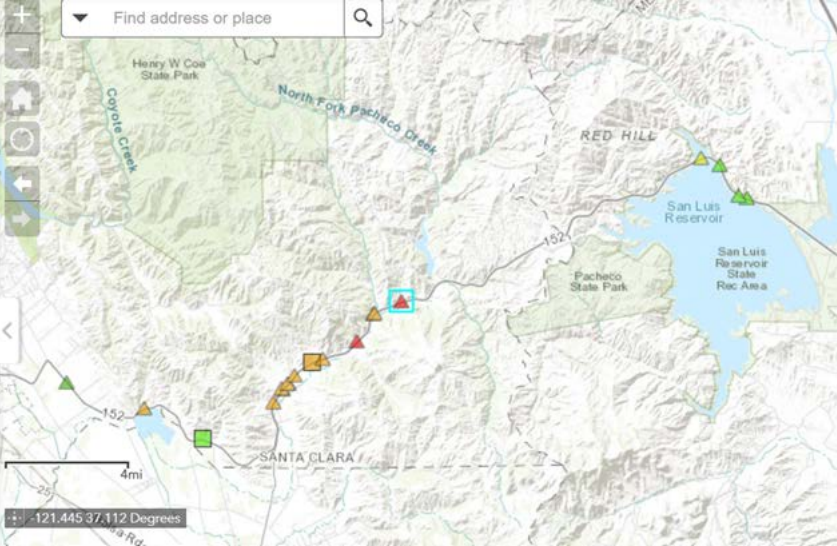 Find address or place
Henry W Coe
State Park
Coyote Creek
North Fork Pacheco Creek
RED HILL
San Luis
Reservoir
152
San Luis
Reservoir
State
Rec Area
Pacheco
State Park
152
SANTA CLARA
4mi
25
-121.445 37.112 Degrees